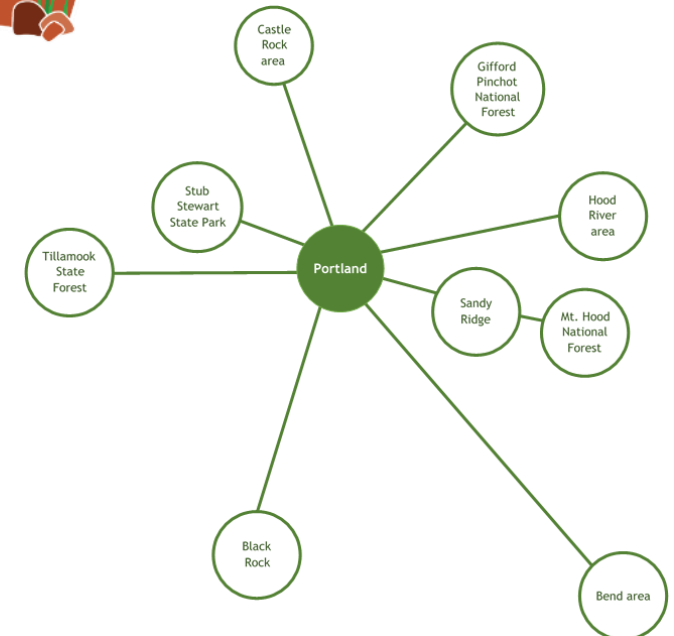 Castle
Rock
area
Gifford
Pinchot
National
Forest
Stub
Stewart
State Park
Hood
River
area
Tillamook
State
Forest
Portland
Sandy
Ridge
Mt. Hood
National
Forest
Black
Rock
Bend area